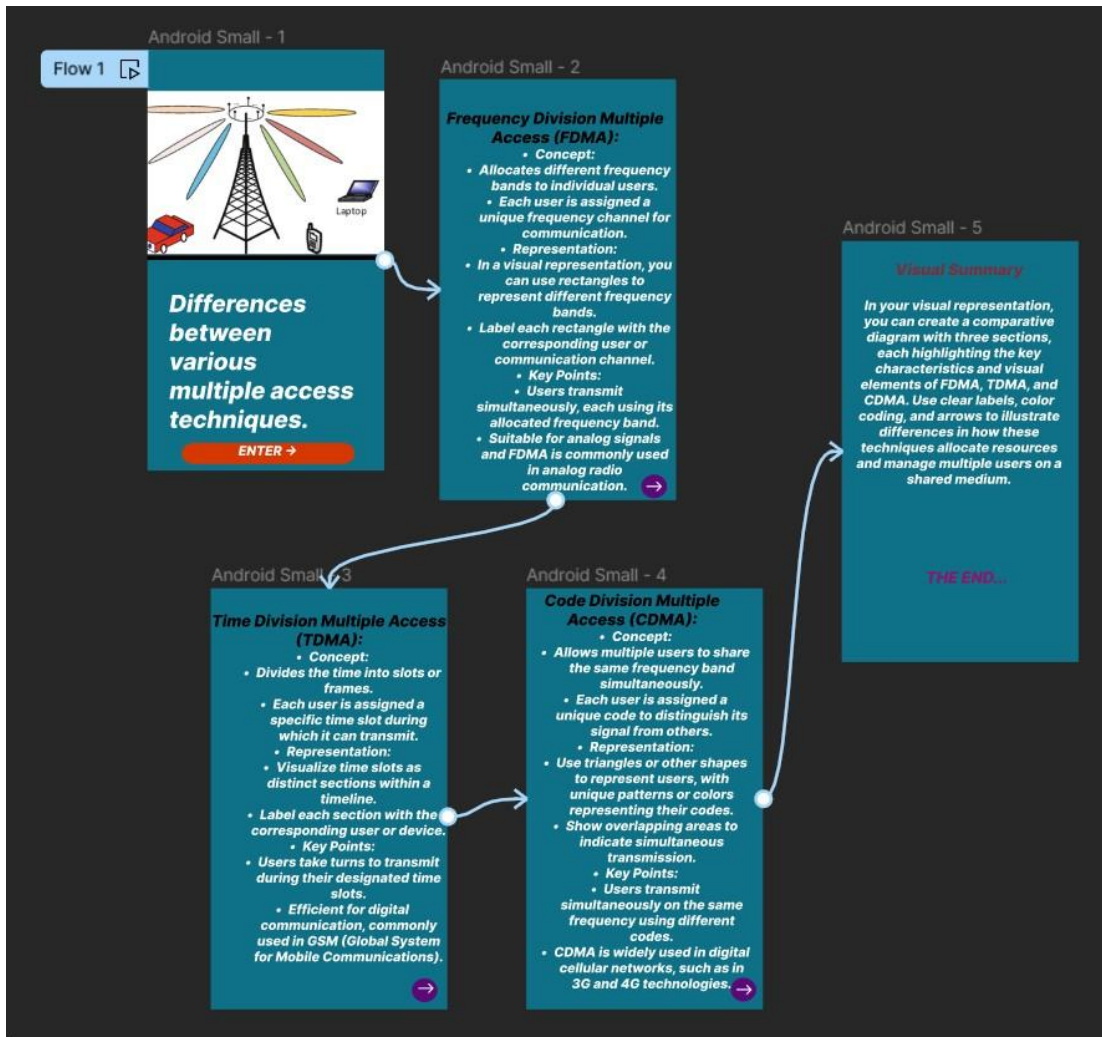 Android Small - 1
Flow 1
Laptop
Differences
between
various
multiple access
techniques.
ENTER →
Android Small - 2
Frequency Division Multiple
Access (FDMA):
• Concept:
• Allocates different frequency
bands to individual users.
• Each user is assigned a
unique frequency channel for
communication.
• Representation:
• In a visual representation, you
can use rectangles to
represent different frequency
bands.
• Label each rectangle with the
corresponding user or
communication channel.
• Key Points:
• Users transmit
simultaneously, each using its
allocated frequency band.
• Suitable for analog signals
and FDMA is commonly used
in analog radio
communication.
→
Android Small - 3
Time Division Multiple Access
(TDMA):
• Concept:
• Divides the time into slots or
frames.
• Each user is assigned a
specific time slot during
which it can transmit.
• Representation:
• Visualize time slots as
distinct sections within a
timeline.
• Label each section with the
corresponding user or device.
• Key Points:
• Users take turns to transmit
during their designated time
slots.
• Efficient for digital
communication, commonly
used in GSM (Global System
for Mobile Communications).
→
Android Small - 4
Code Division Multiple
Access (CDMA):
• Concept:
• Allows multiple users to share
the same frequency band
simultaneously.
• Each user is assigned a
unique code to distinguish its
signal from others.
• Representation:
• Use triangles or other shapes
to represent users, with
unique patterns or colors
representing their codes.
• Show overlapping areas to
indicate simultaneous
transmission.
• Key Points:
• Users transmit
simultaneously on the same
frequency using different
codes.
• CDMA is widely used in digital
cellular networks, such as in
3G and 4G technologies.
→
Android Small - 5
Visual Summary
In your visual representation,
you can create a comparative
diagram with three sections,
each highlighting the key
characteristics and visual
elements of FDMA, TDMA, and
CDMA. Use clear labels, color
coding, and arrows to illustrate
differences in how these
techniques allocate resources
and manage multiple users on a
shared medium.
THE END...